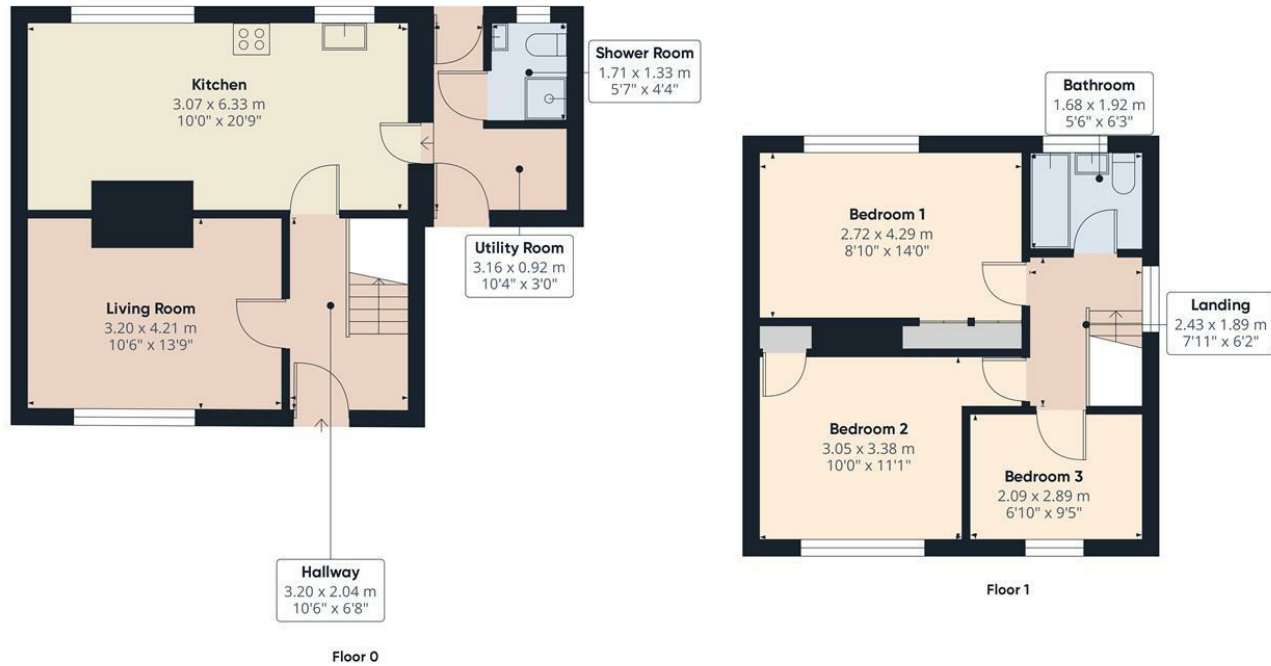 Kitchen
3.07 x 6.33 m
10'0" x 20'9"
Shower Room
1.71 x 1.33 m
5'7" x 4'4"
Utility Room
3.16 x 0.92 m
10'4" x 3'0"
Living Room
3.20 x 4.21 m
10'6" x 13'9"
Hallway
3.20 x 2.04 m
10'6" x 6'8"
Floor 0
Bathroom
1.68 x 1.92 m
5'6" x 6'3"
Bedroom 1
2.72 x 4.29 m
8'10" x 14'0"
Landing
2.43 x 1.89 m
7'11" x 6'2"
Bedroom 2
3.05 x 3.38 m
10'0" x 11'1"
Bedroom 3
2.09 x 2.89 m
6'10" x 9'5"
Floor 1